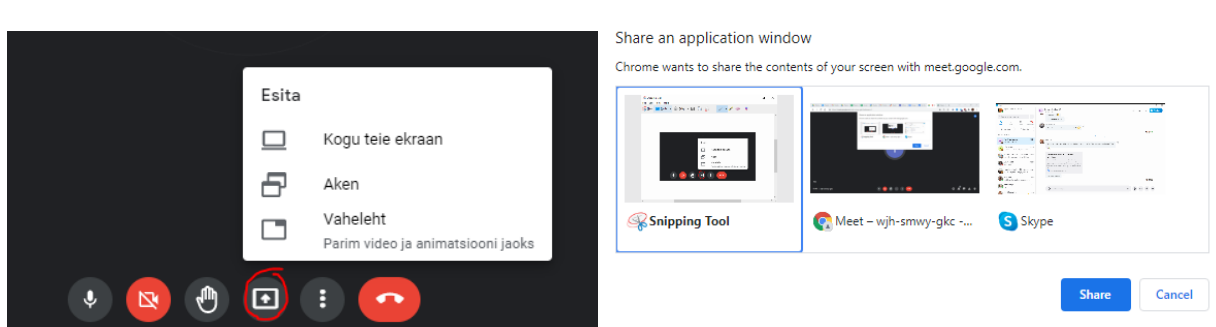 Esita
Kogu teie ekraan
Aken
Vaheleht
Parim video ja animatsiooni jaoks
Share an application window
Chrome wants to share the contents of your screen with meet.google.com.
Snipping Tool
Meet – wjh-smwy-gkc -...
Skype
Share
Cancel